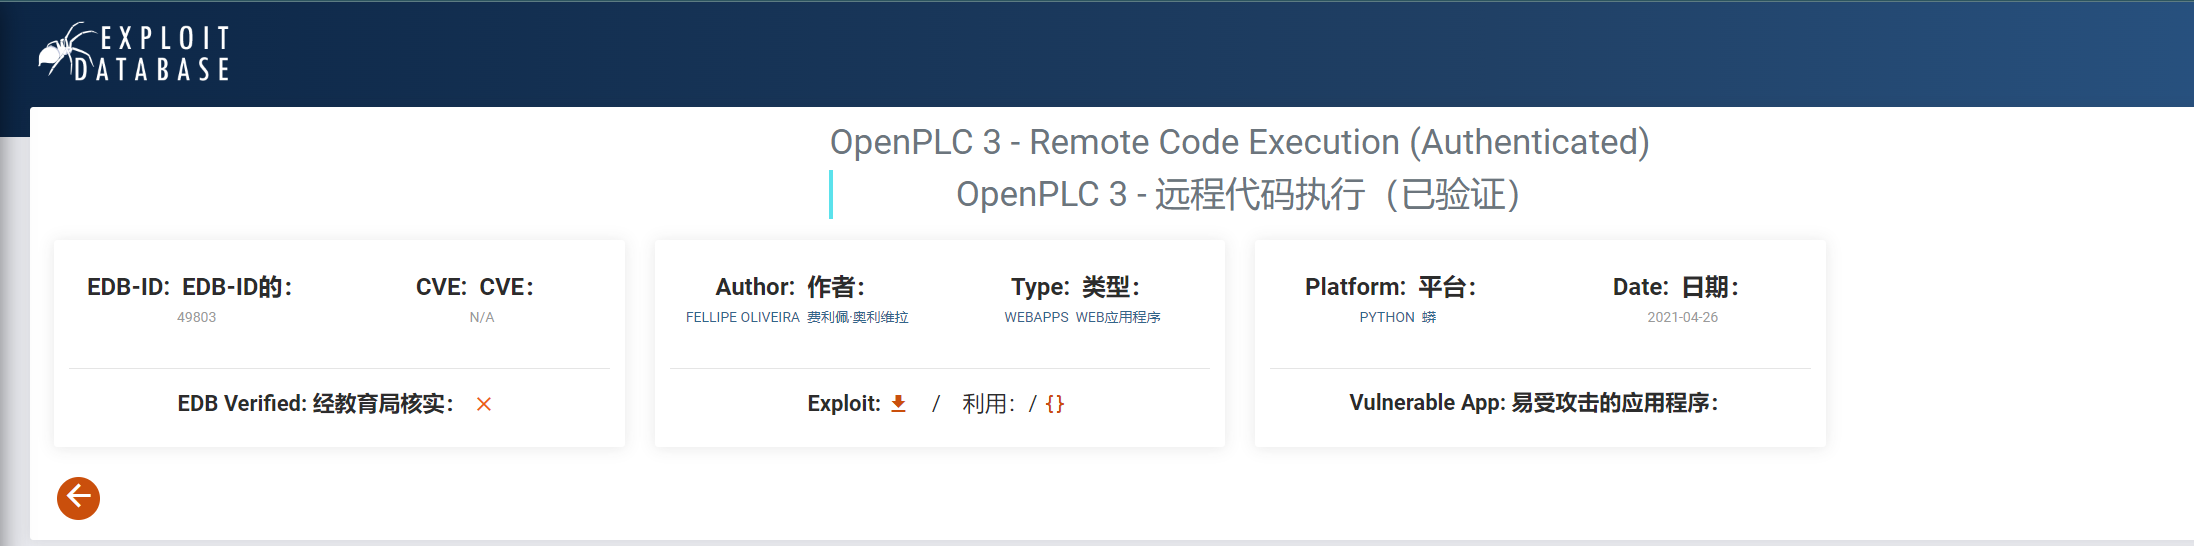 EXPLOIT
DATABASE
OpenPLC 3 - Remote Code Execution (Authenticated)
OpenPLC 3 - 远程代码执行（已验证）
EDB-ID: EDB-ID的：
49803
CVE: CVE：
N/A
EDB Verified: 经教育局核实：
Author: 作者：
FELLIPE OLIVEIRA 费利佩·奥利维拉
Type: 类型：
WEBAPPS WEB应用程序
Exploit: / 利用：/ {}
Platform: 平台：
PYTHON 蟒
Date: 日期：
2021-04-26
Vulnerable App: 易受攻击的应用程序：